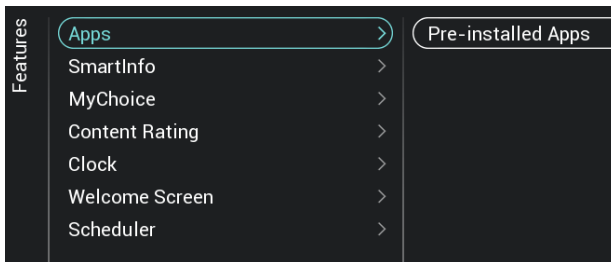 Features
Apps
Pre-installed Apps
SmartInfo
MyChoice
Content Rating
Clock
Welcome Screen
Scheduler